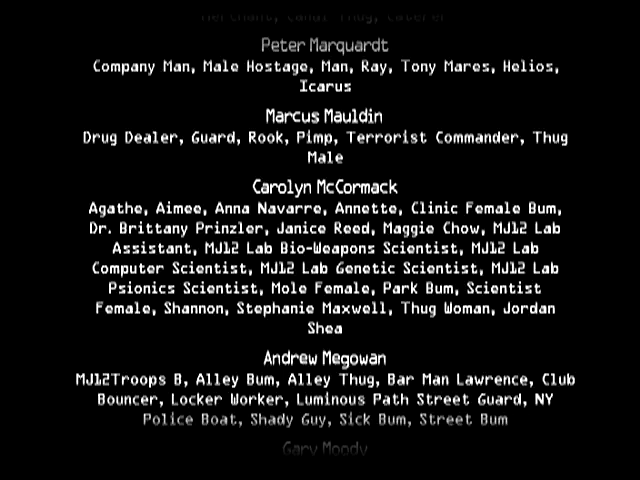 Merchant, Canal Thug, Caterer
Peter Marquardt
Company Man, Male Hostage, Man, Ray, Tony Mares, Helios,
Icarus
Marcus Mauldin
Drug Dealer, Guard, Rook, Pimp, Terrorist Commander, Thug
Male
Carolyn McCormack
Agathe, Aimee, Anna Navarre, Annette, Clinic Female Bum,
Dr. Brittany Prinzler, Janice Reed, Maggie Chow, MJ12 Lab
Assistant, MJ12 Lab Bio-Weapons Scientist, MJ12 Lab
Computer Scientist, MJ12 Lab Genetic Scientist, MJ12 Lab
Psionics Scientist, Mole Female, Park Bum, Scientist
Female, Shannon, Stephanie Maxwell, Thug Woman, Jordan
Shea
Andrew Megowan
MJ12Troops B, Alley Bum, Alley Thug, Bar Man Lawrence, Club
Bouncer, Locker Worker, Luminous Path Street Guard, NY
Police Boat, Shady Guy, Sick Bum, Street Bum
Gary Moody